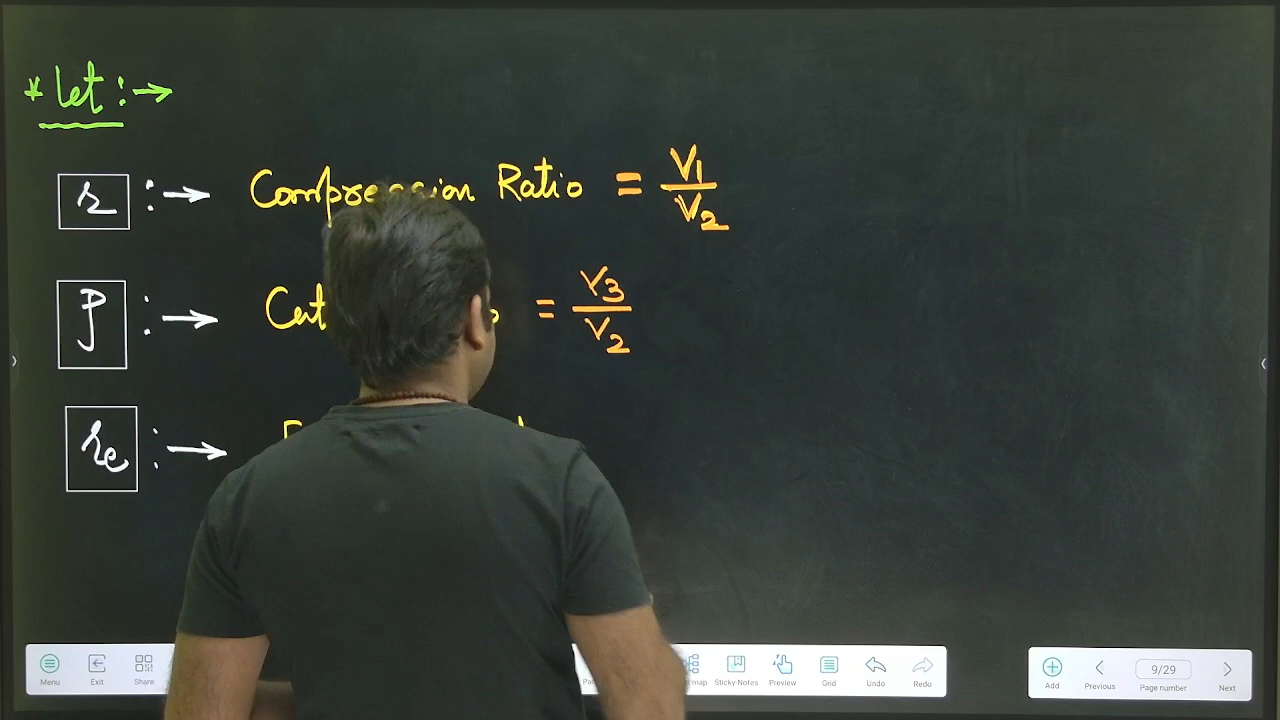 * Let :→
r :→ Compression Ratio = V1/V2
ρ :→ = V3/V2
re :→
Menu Exit Share Sticky-Notes Preview Grid Undo Redo Add Previous 9/29 Page number Next